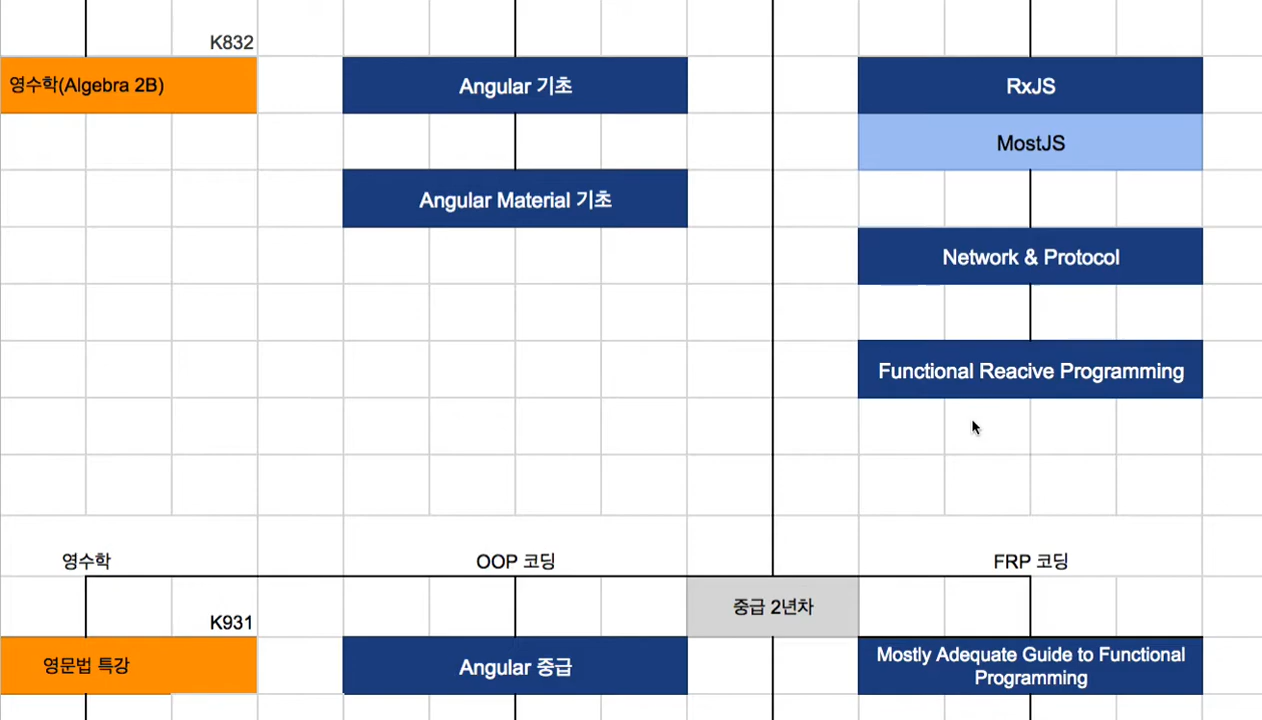 K832
영수학(Algebra 2B)
Angular 기초
RxJS
MostJS
Angular Material 기초
Network & Protocol
Functional Reacive Programming
영수학
OOP 코딩
FRP 코딩
중급 2년차
K931
영문법 특강
Angular 중급
Mostly Adequate Guide to Functional
Programming